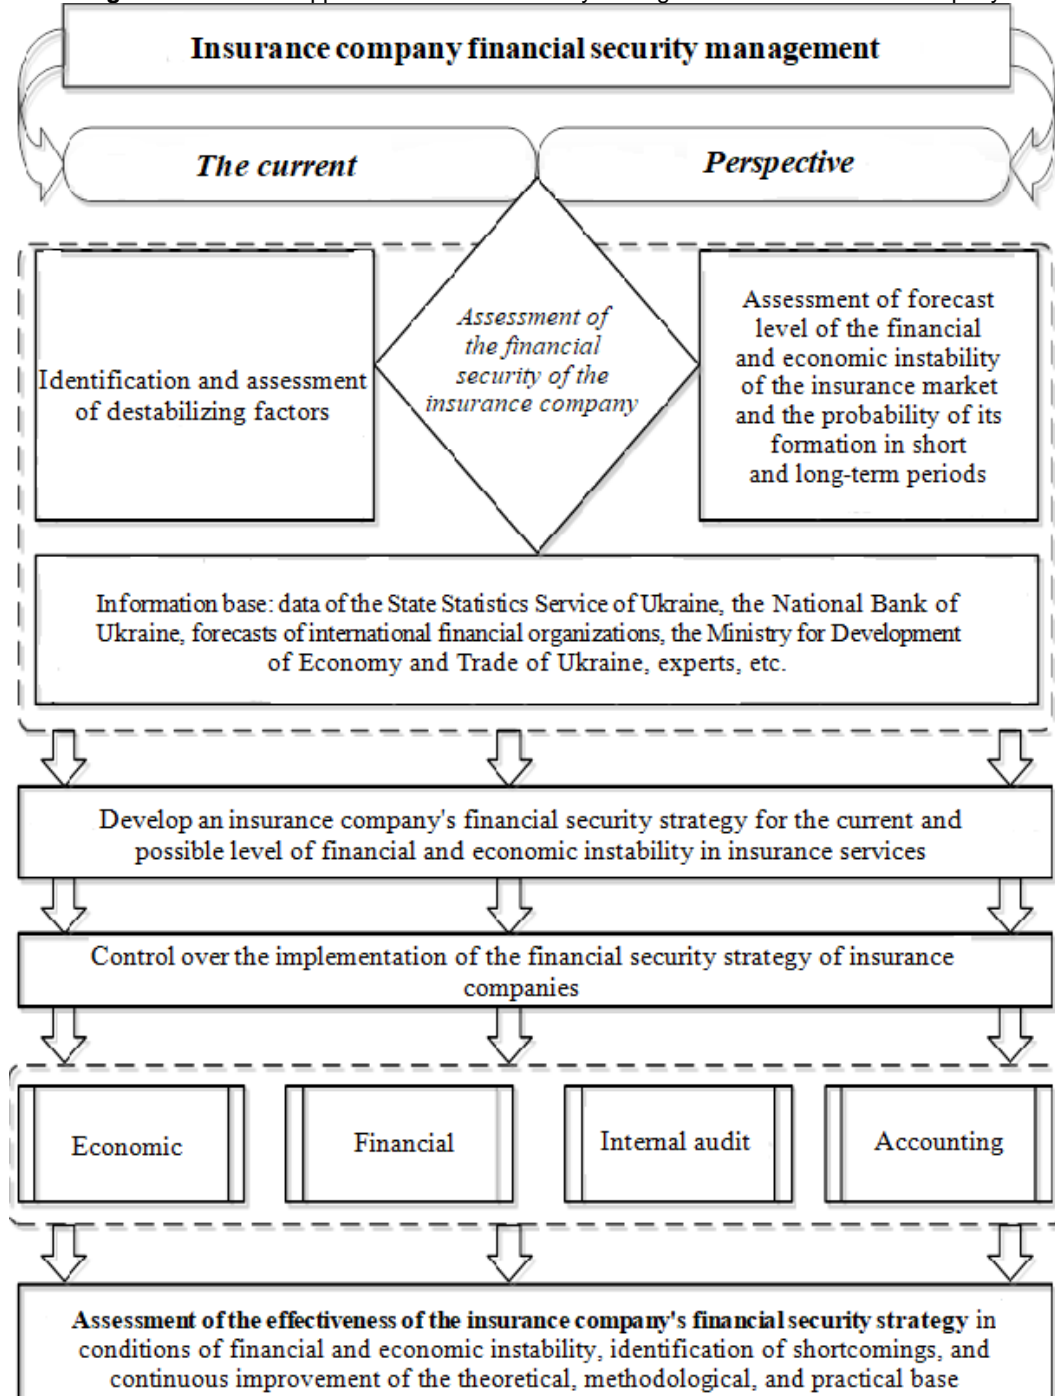 Insurance company financial security management
The current
Perspective
Assessment of
the financial
security of the
insurance company
Identification and assessment
of destabilizing factors
Assessment of forecast
level of the financial
and economic instability
of the insurance market
and the probability of its
formation in short
and long-term periods
Information base: data of the State Statistics Service of Ukraine, the National Bank of
Ukraine, forecasts of international financial organizations, the Ministry for Development
of Economy and Trade of Ukraine, experts, etc.
Develop an insurance company's financial security strategy for the current and
possible level of financial and economic instability in insurance services
Control over the implementation of the financial security strategy of insurance
companies
Economic
Financial
Internal audit
Accounting
Assessment of the effectiveness of the insurance company's financial security strategy in
conditions of financial and economic instability, identification of shortcomings, and
continuous improvement of the theoretical, methodological, and practical base